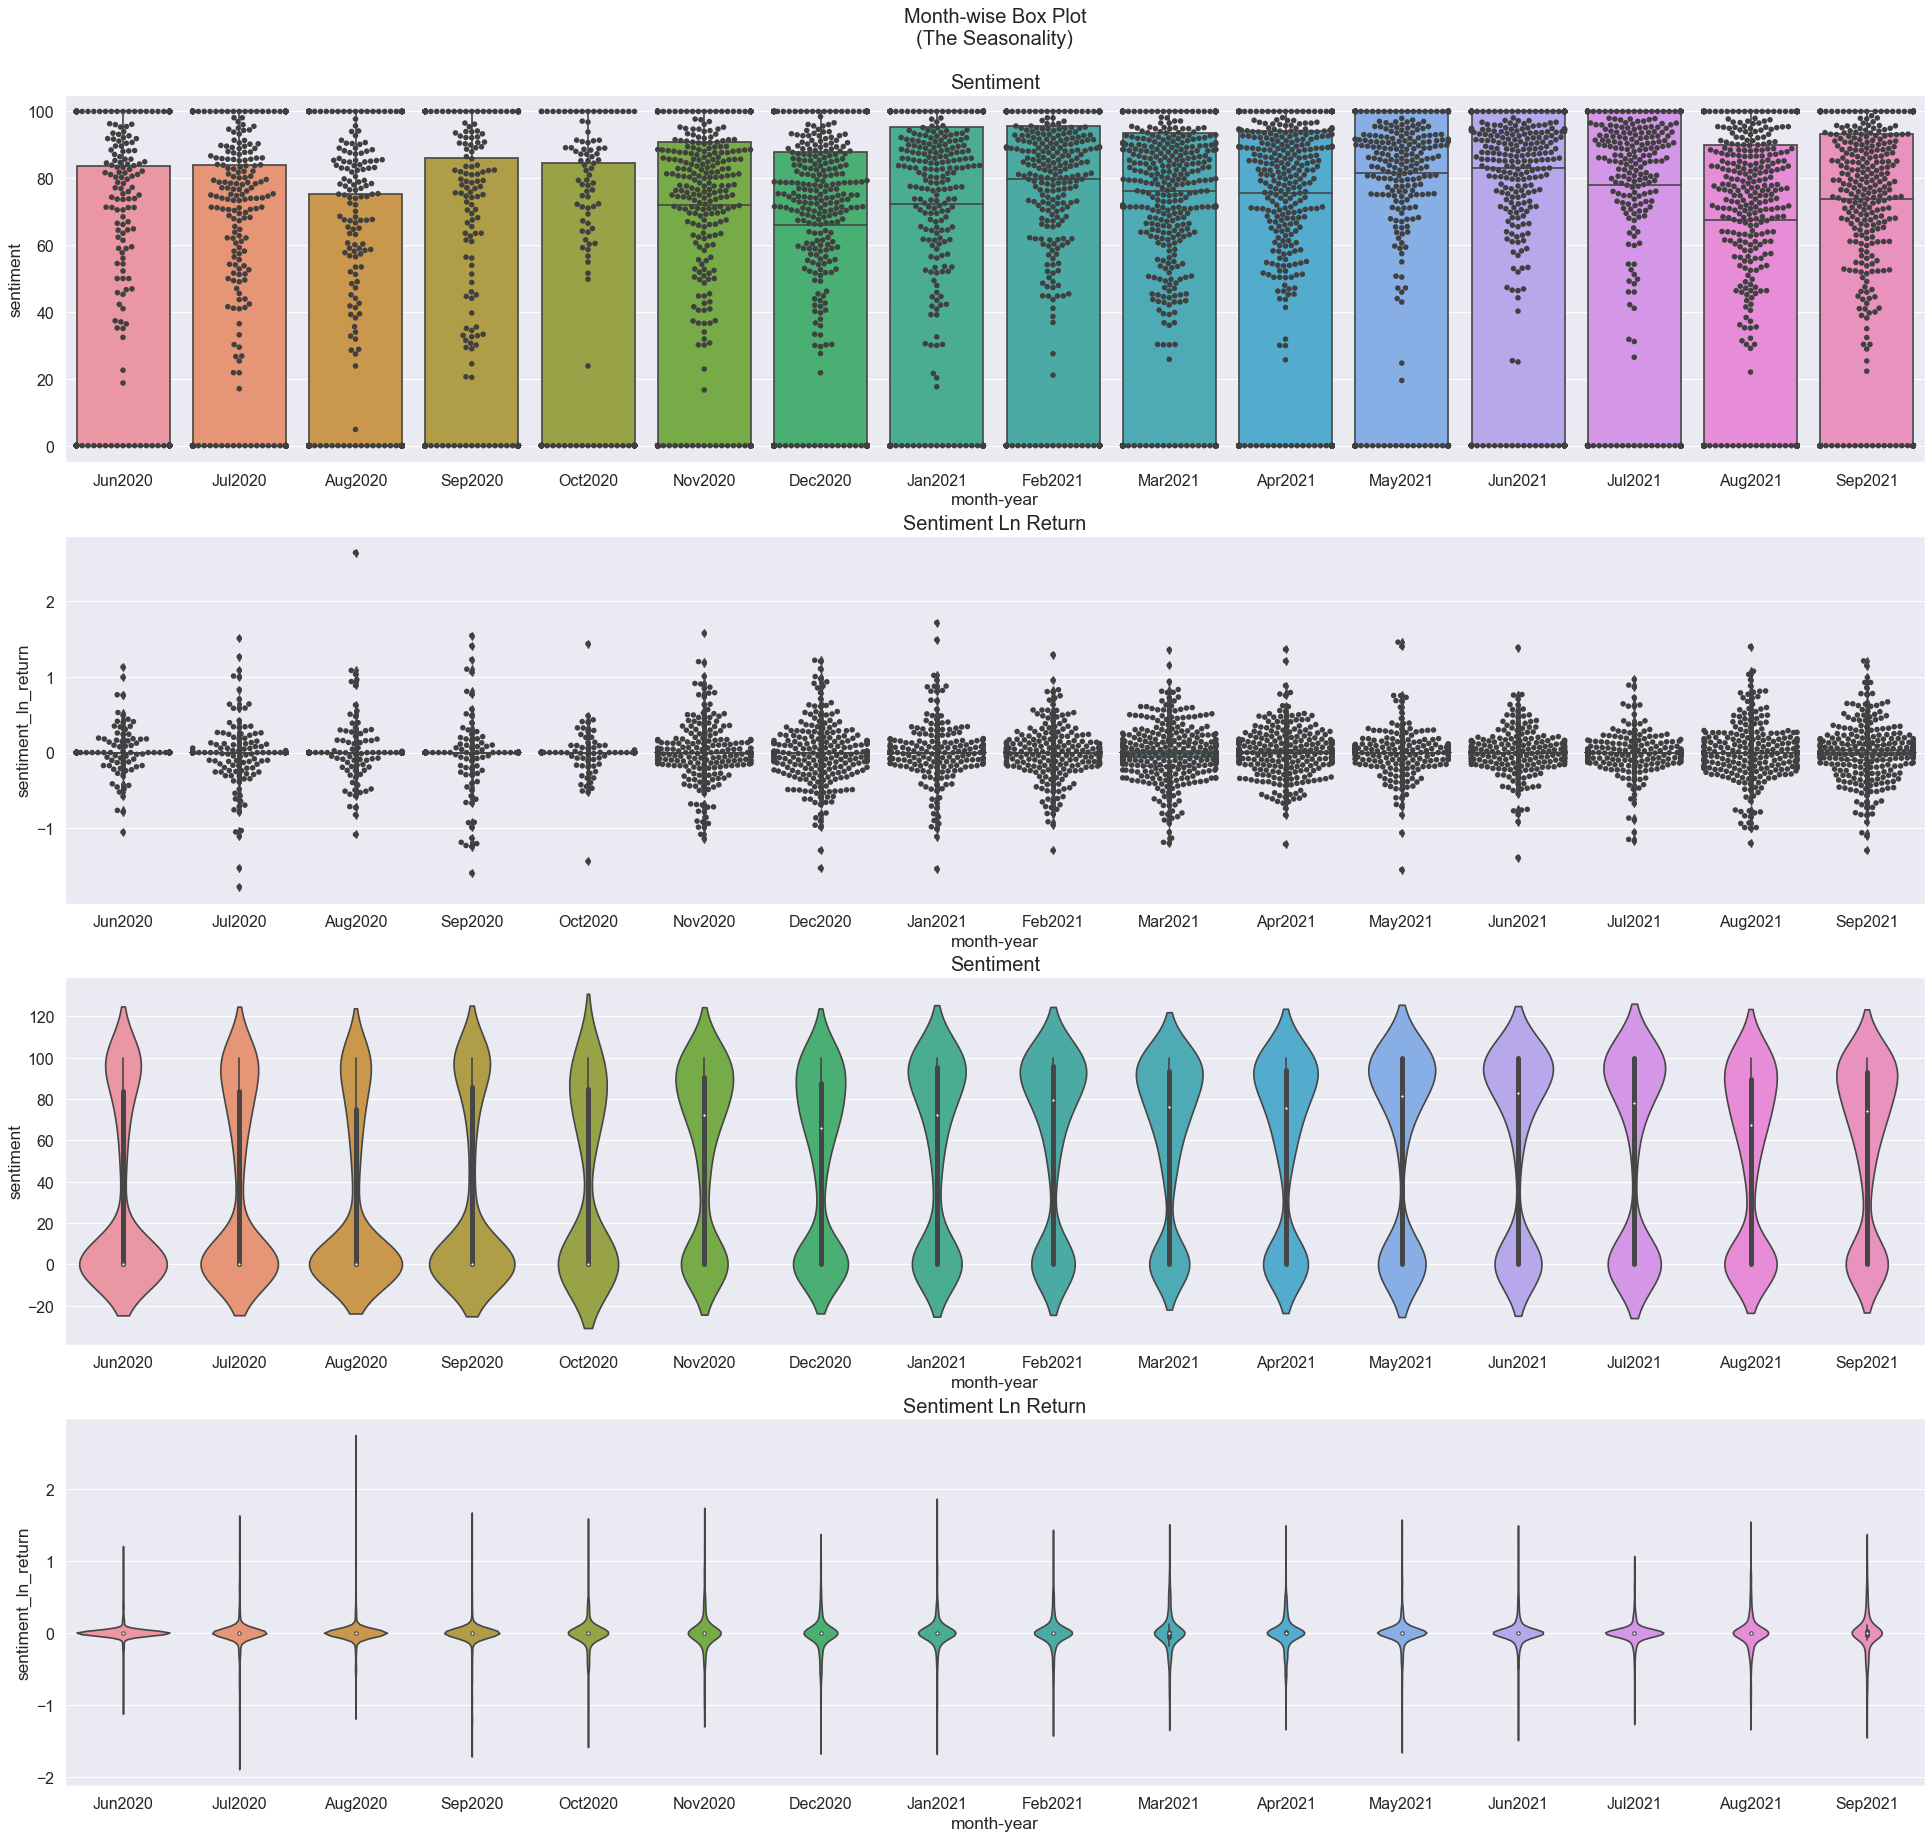 Month-wise Box Plot
(The Seasonality)
Sentiment
100
80
60
40
20
0
sentiment
Jun2020 Jul2020 Aug2020 Sep2020 Oct2020 Nov2020 Dec2020 Jan2021 Feb2021 Mar2021 Apr2021 May2021 Jun2021 Jul2021 Aug2021 Sep2021
month-year
Sentiment Ln Return
2
1
0
−1
sentiment_ln_return
Jun2020 Jul2020 Aug2020 Sep2020 Oct2020 Nov2020 Dec2020 Jan2021 Feb2021 Mar2021 Apr2021 May2021 Jun2021 Jul2021 Aug2021 Sep2021
month-year
Sentiment
120
100
80
60
40
20
0
−20
sentiment
Jun2020 Jul2020 Aug2020 Sep2020 Oct2020 Nov2020 Dec2020 Jan2021 Feb2021 Mar2021 Apr2021 May2021 Jun2021 Jul2021 Aug2021 Sep2021
month-year
Sentiment Ln Return
2
1
0
−1
−2
sentiment_ln_return
Jun2020 Jul2020 Aug2020 Sep2020 Oct2020 Nov2020 Dec2020 Jan2021 Feb2021 Mar2021 Apr2021 May2021 Jun2021 Jul2021 Aug2021 Sep2021
month-year